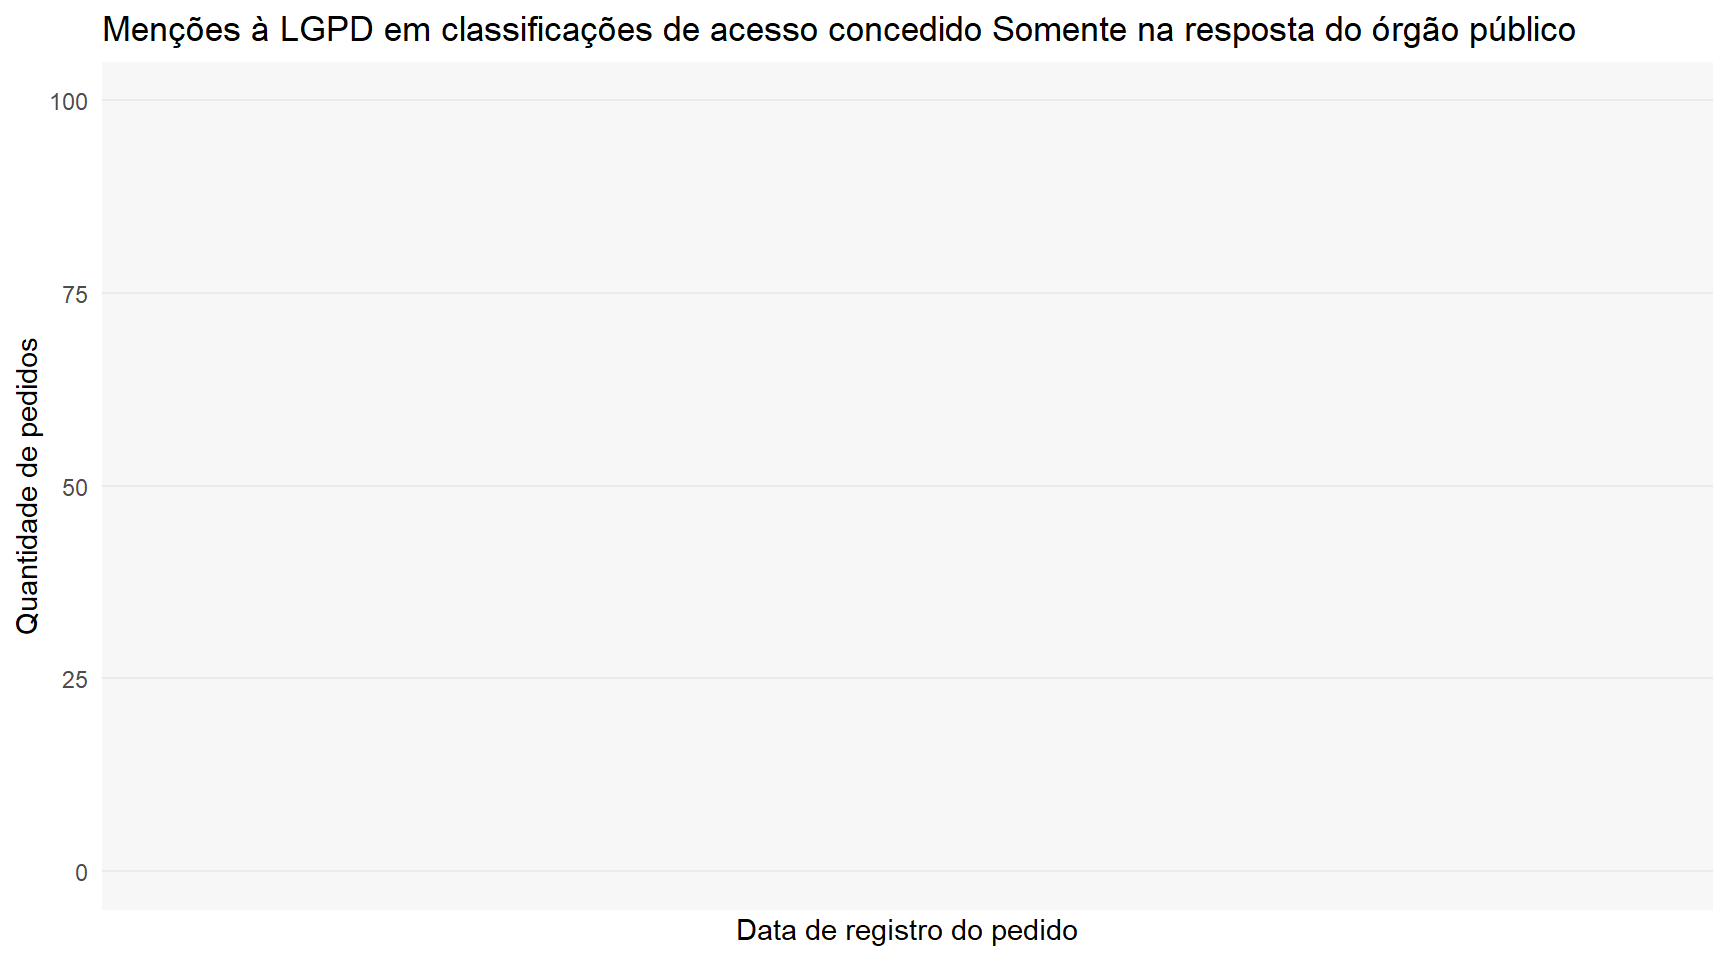 Menções à LGPD em classificações de acesso concedido Somente na resposta do órgão público
100
75
50
25
0
Quantidade de pedidos
Data de registro do pedido